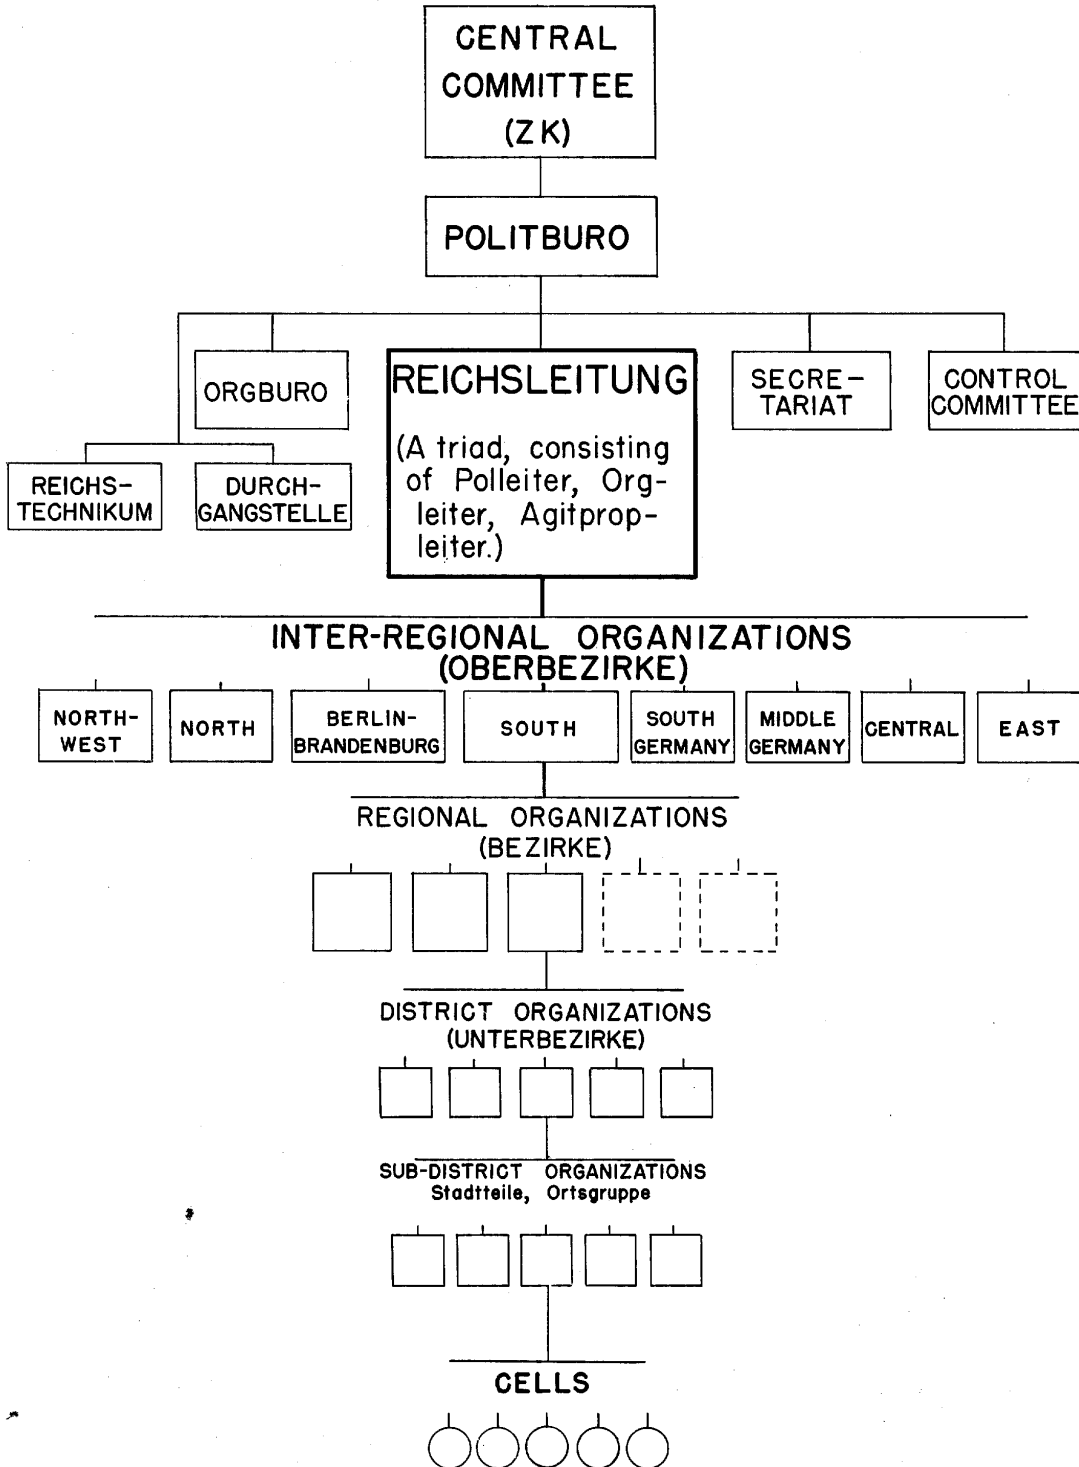 CENTRAL
COMMITTEE
(ZK)
POLITBURO
ORGBURO
REICHSLEITUNG
(A triad, consisting
of Polleiter, Org-
leiter, Agitprop-
leiter.)
SECRE-
TARIAT
CONTROL
COMMITTEE
REICHS-
TECHNIKUM
DURCH-
GANGSTELLE
INTER-REGIONAL ORGANIZATIONS
(OBERBEZIRKE)
NORTH-
WEST
NORTH
BERLIN-
BRANDENBURG
SOUTH
SOUTH
GERMANY
MIDDLE
GERMANY
CENTRAL
EAST
REGIONAL ORGANIZATIONS
(BEZIRKE)
DISTRICT ORGANIZATIONS
(UNTERBEZIRKE)
SUB-DISTRICT ORGANIZATIONS
Stadtteile, Ortsgruppe
CELLS